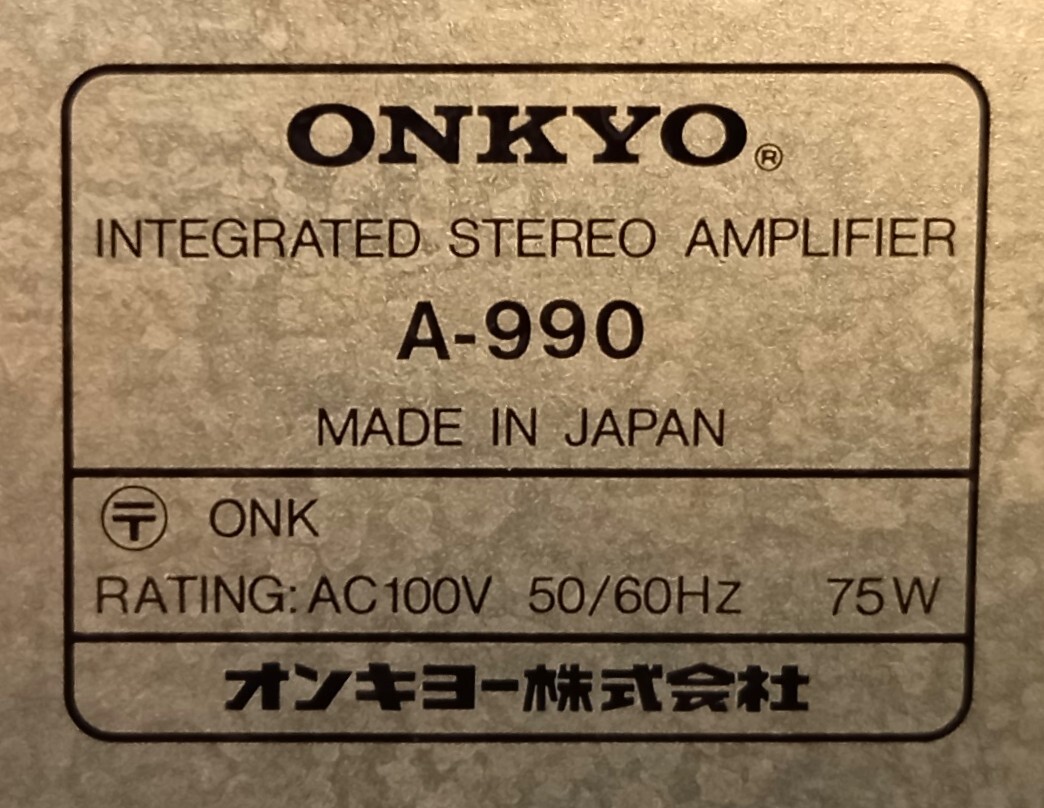 ONKYO®
INTEGRATED STEREO AMPLIFIER
A-990
MADE IN JAPAN
〶 ONK
RATING: AC100V 50/60Hz 75W
オンキヨー株式会社